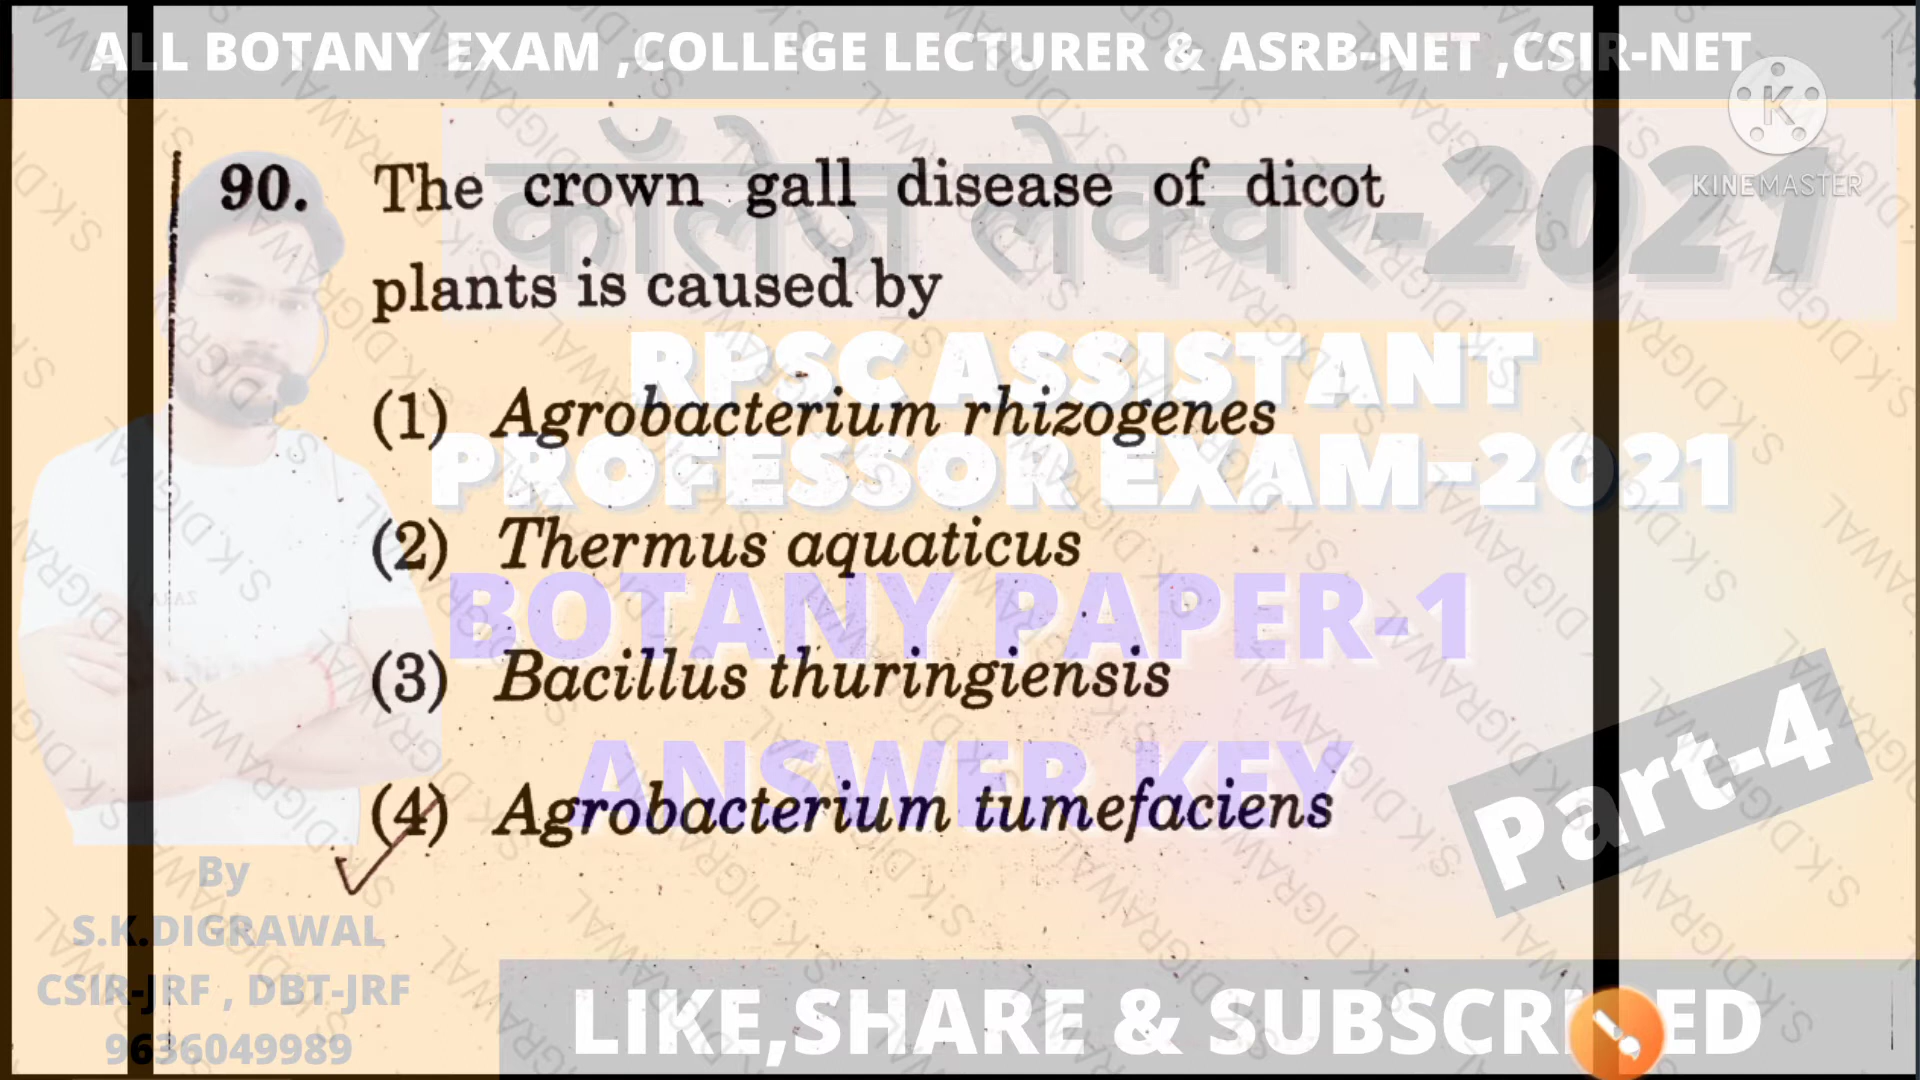 ALL BOTANY EXAM ,COLLEGE LECTURER & ASRB-NET ,CSIR-NET
KINEMASTER
कॉलेज लेक्चरर-2021
90. The crown gall disease of dicot
plants is caused by
RPSC ASSISTANT
(1) Agrobacterium rhizogenes
PROFESSOR EXAM-2021
(2) Thermus aquaticus
BOTANY PAPER-1
(3) Bacillus thuringiensis
ANSWER KEY
Part-4
(4) Agrobacterium tumefaciens
By
S.K.DIGRAWAL
CSIR-JRF , DBT-JRF
9636049989
LIKE,SHARE & SUBSCRIBED
S.K.DIGRAWAL